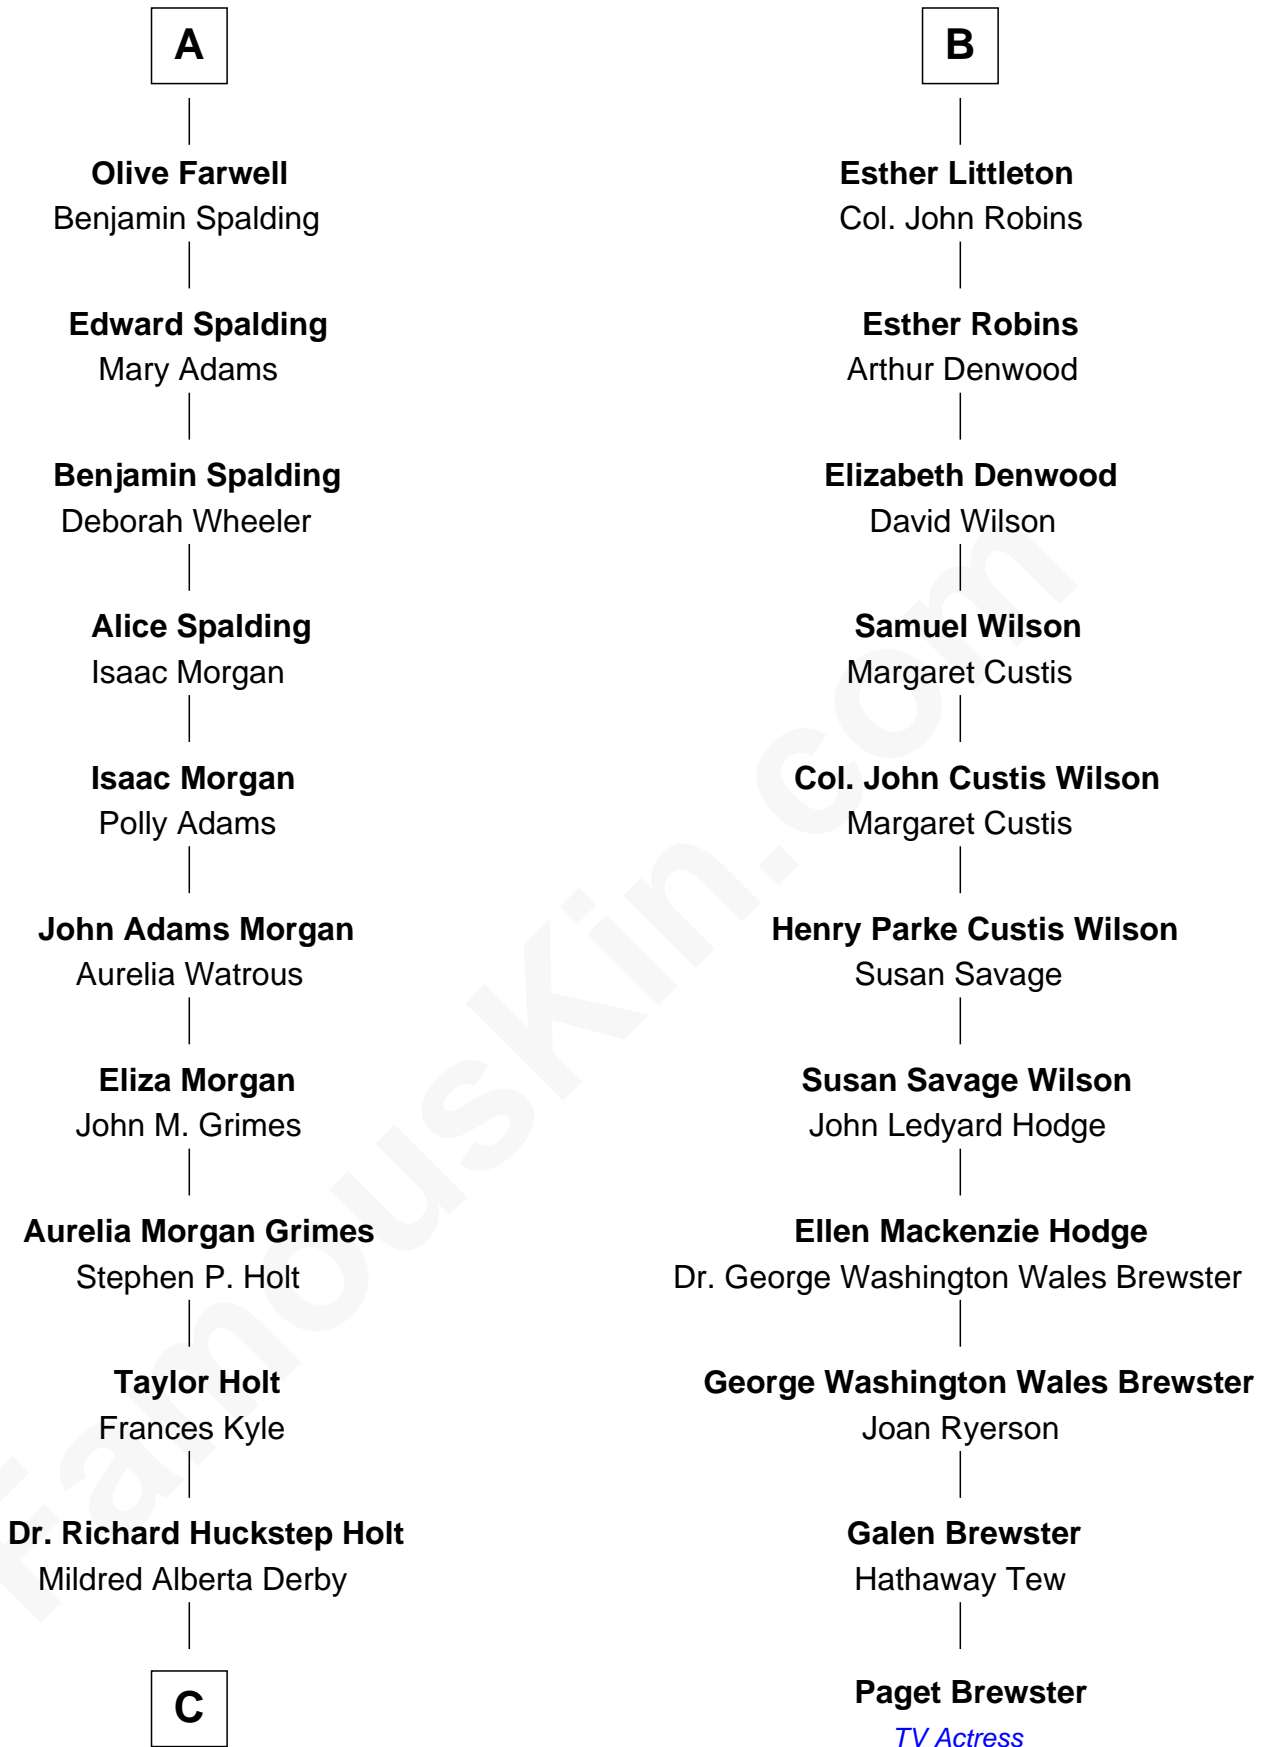 A
Olive Farwell
Benjamin Spalding
Edward Spalding
Mary Adams
Benjamin Spalding
Deborah Wheeler
Alice Spalding
Isaac Morgan
Isaac Morgan
Polly Adams
John Adams Morgan
Aurelia Watrous
Eliza Morgan
John M. Grimes
Aurelia Morgan Grimes
Stephen P. Holt
Taylor Holt
Frances Kyle
Dr. Richard Huckstep Holt
Mildred Alberta Derby
C
B
Esther Littleton
Col. John Robins
Esther Robins
Arthur Denwood
Elizabeth Denwood
David Wilson
Samuel Wilson
Margaret Custis
Col. John Custis Wilson
Margaret Custis
Henry Parke Custis Wilson
Susan Savage
Susan Savage Wilson
John Ledyard Hodge
Ellen Mackenzie Hodge
Dr. George Washington Wales Brewster
George Washington Wales Brewster
Joan Ryerson
Galen Brewster
Hathaway Tew
Paget Brewster
TV Actress
FamousKin.com